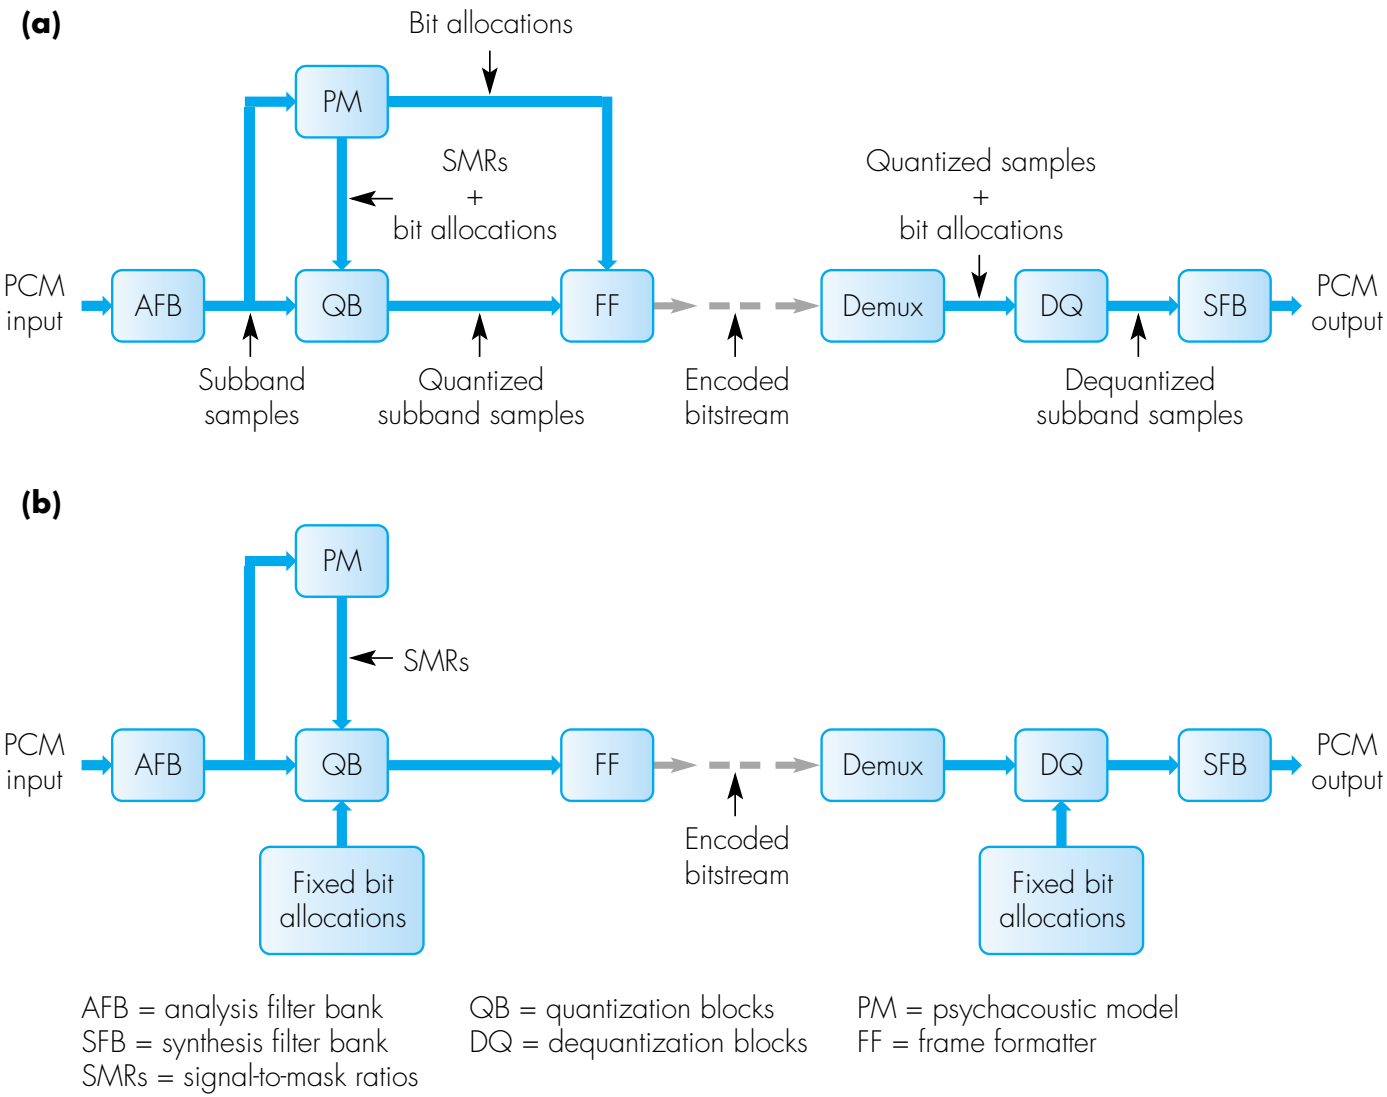 (a)
Bit allocations
PM
SMRs
+
bit allocations
Quantized samples
+
bit allocations
PCM
input
AFB
QB
FF
Demux
DQ
SFB
PCM
output
Subband
samples
Quantized
subband samples
Encoded
bitstream
Dequantized
subband samples
(b)
PM
SMRs
PCM
input
AFB
QB
FF
Demux
DQ
SFB
PCM
output
Encoded
bitstream
Fixed bit
allocations
Fixed bit
allocations
AFB = analysis filter bank
SFB = synthesis filter bank
SMRs = signal-to-mask ratios
QB = quantization blocks
DQ = dequantization blocks
PM = psychacoustic model
FF = frame formatter